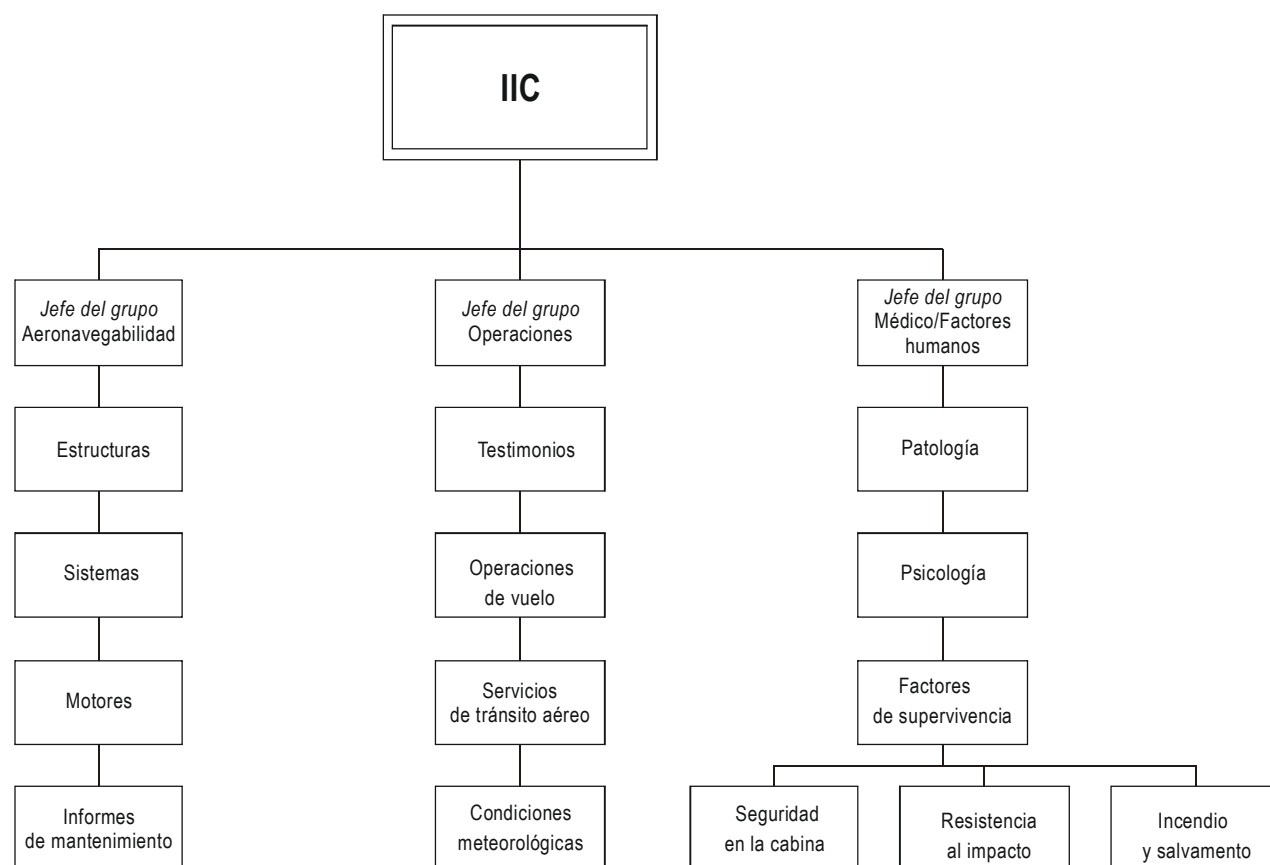 IIC
Jefe del grupo
Aeronavegabilidad
Jefe del grupo
Operaciones
Jefe del grupo
Médico/Factores
humanos
Estructuras
Testimonios
Patología
Sistemas
Operaciones
de vuelo
Psicología
Motores
Servicios
de tránsito aéreo
Factores
de supervivencia
Informes
de mantenimiento
Condiciones
meteorológicas
Seguridad
en la cabina
Resistencia
al impacto
Incendio
y salvamento